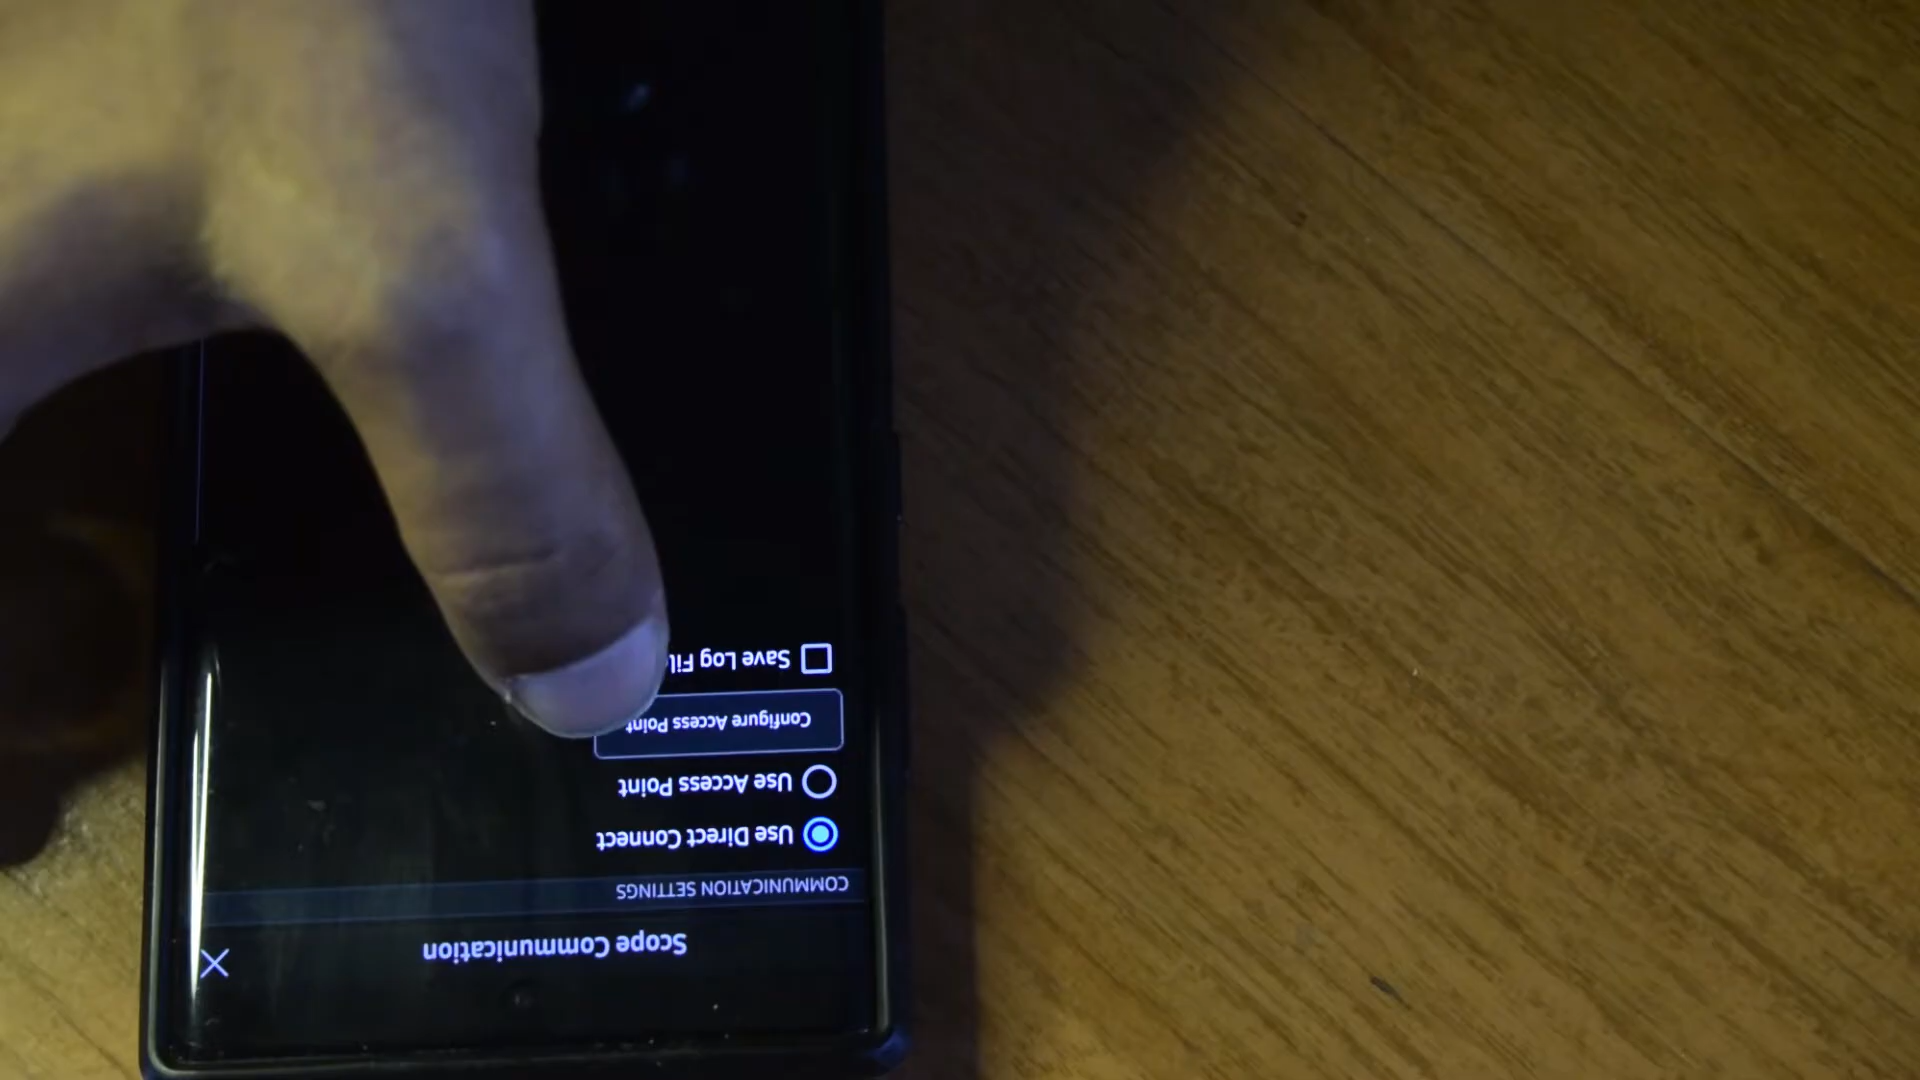 Scope Communication
COMMUNICATION SETTINGS
Use Direct Connect
Use Access Point
Configure Access Point
Save Log